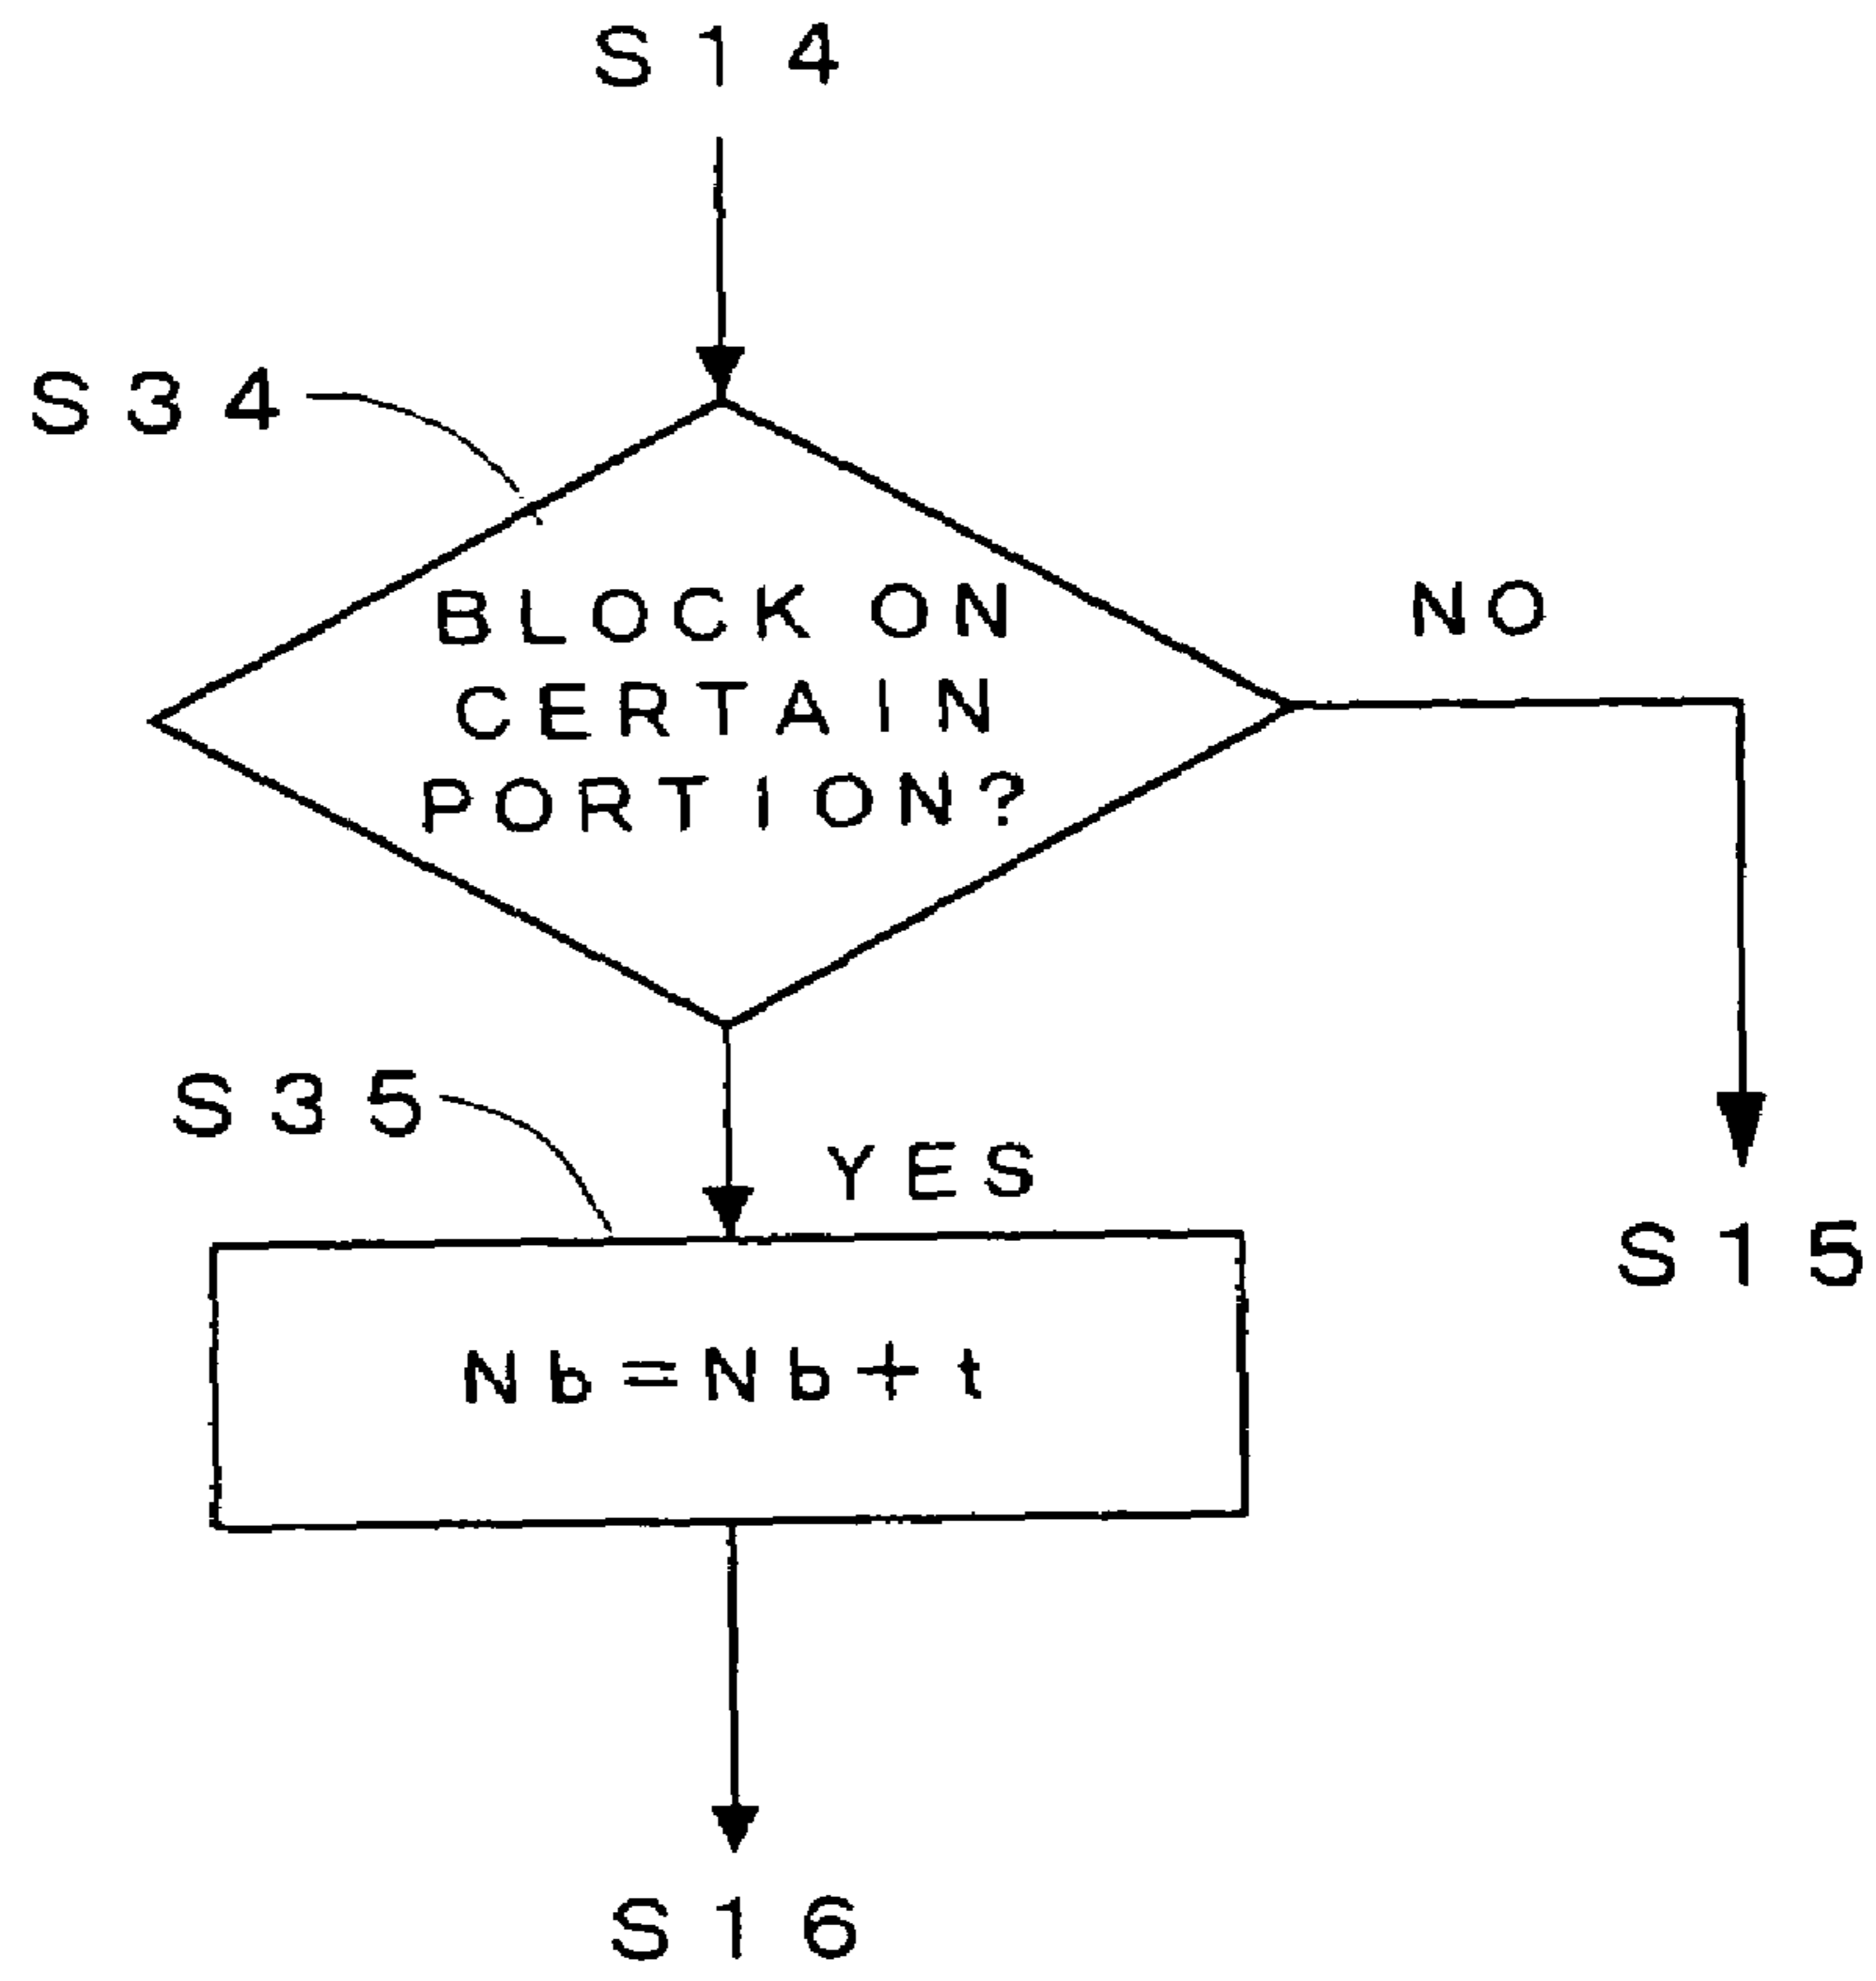 S14
S34
BLOCK ON
CERTAIN
PORTION?
NO
S35
YES
S15
Nb=Nb+t
S16